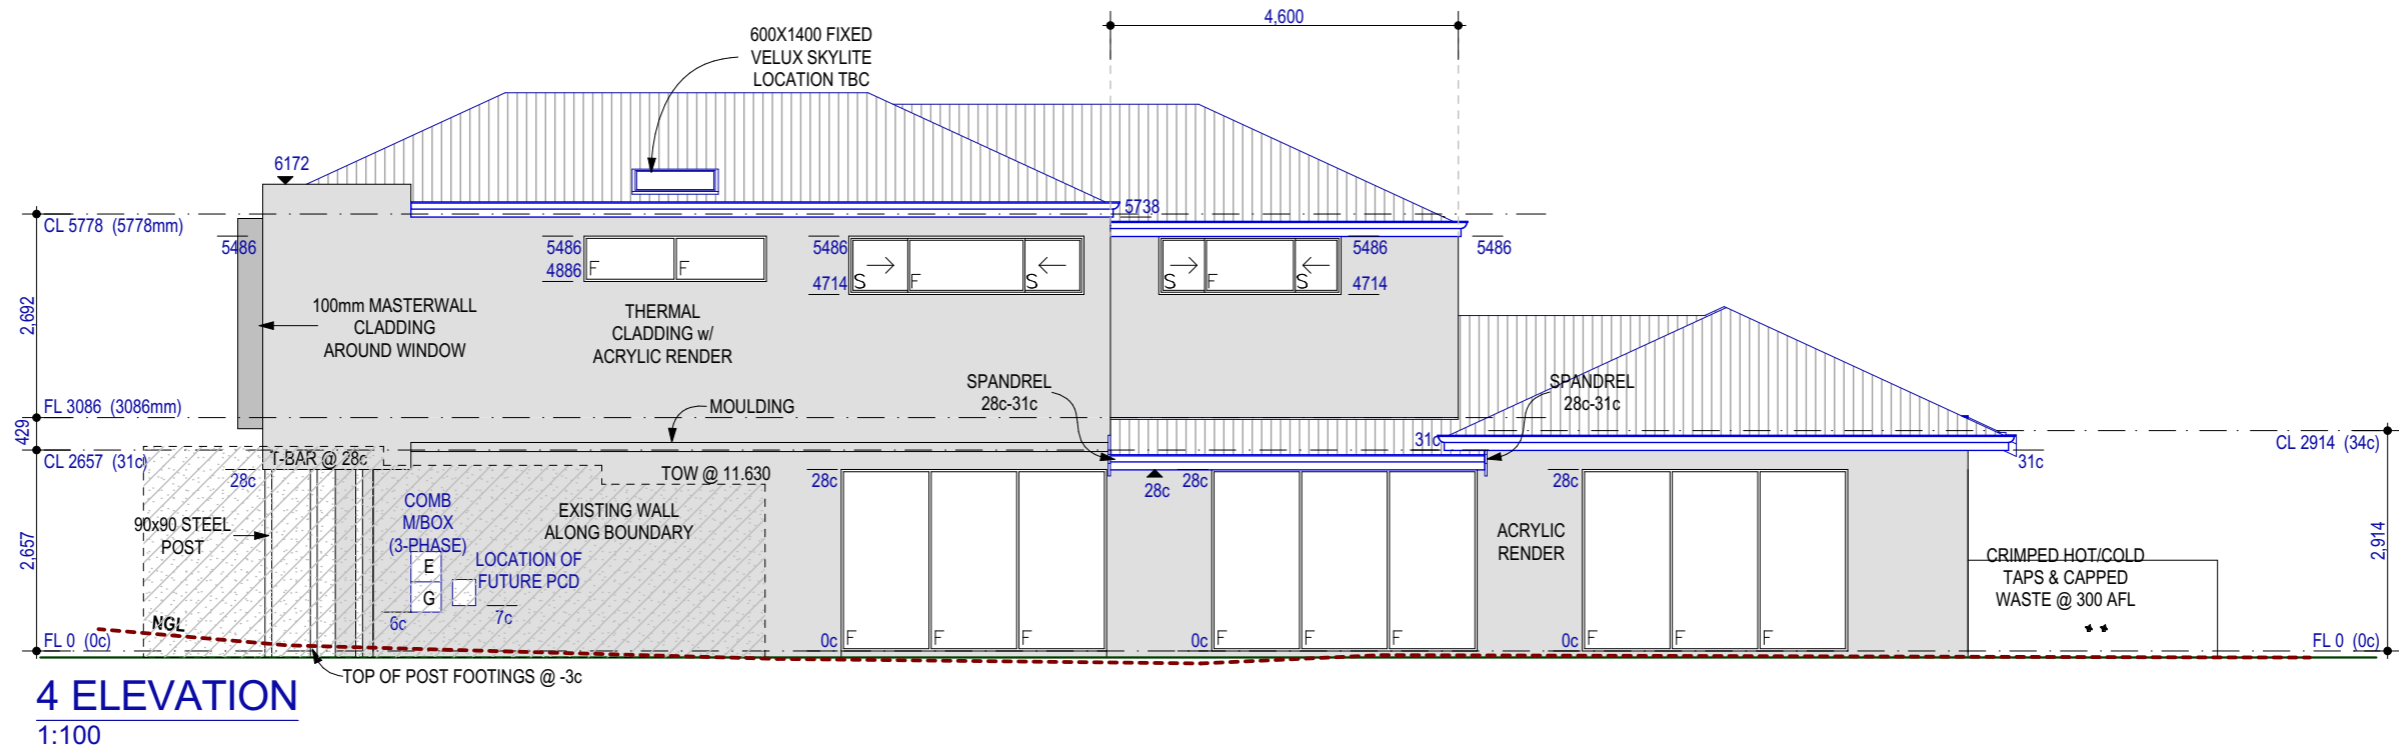 4,600
600X1400 FIXED
VELUX SKYLITE
LOCATION TBC
6172
5738
CL 5778 (5778mm)
5486
5486
4886
5486
4714
5486
4714
5486
F
F
S
F
S
S
F
S
2,692
100mm MASTERWALL
CLADDING
AROUND WINDOW
THERMAL
CLADDING w/
ACRYLIC RENDER
SPANDREL
28c-31c
SPANDREL
28c-31c
FL 3086 (3086mm)
MOULDING
429
31c
CL 2914 (34c)
CL 2657 (31c)
T-BAR @ 28c
31c
28c
TOW @ 11.630
28c
28c
28c
28c
COMB
M/BOX
(3-PHASE)
EXISTING WALL
ALONG BOUNDARY
90x90 STEEL
POST
ACRYLIC
RENDER
2,657
2,914
LOCATION OF
FUTURE PCD
E
G
CRIMPED HOT/COLD
TAPS & CAPPED
WASTE @ 300 AFL
6c
7c
NGL
FL 0 (0c)
0c
F
F
F
0c
F
F
F
0c
F
F
F
FL 0 (0c)
TOP OF POST FOOTINGS @ -3c
4 ELEVATION
1:100